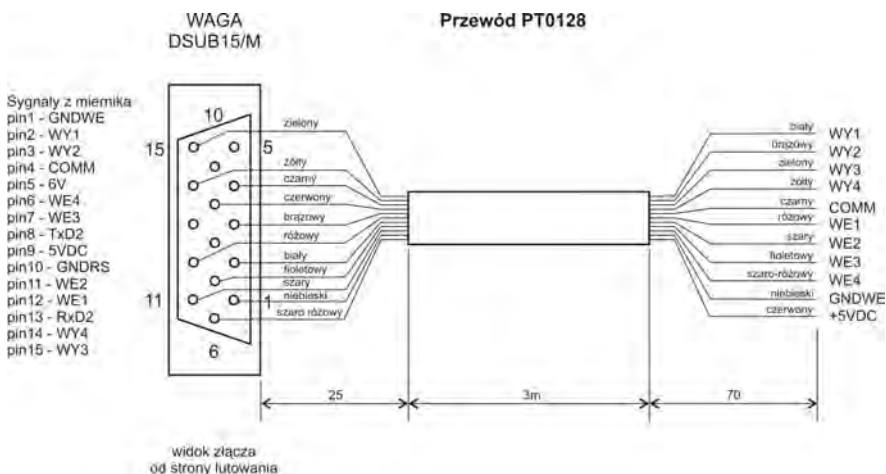 WAGA
DSUB15/M
Przewód PT0128
Sygnały z miernika
pin1 - GNDWE
pin2 - WY1
pin3 - WY2
pin4 - COMM
pin5 - 6V
pin6 - WE4
pin7 - WE3
pin8 - TxD2
pin9 - 5VDC
pin10 - GNDRS
pin11 - WE2
pin12 - WE1
pin13 - RxD2
pin14 - WY4
pin15 - WY3
10
15
5
11
1
6
zielony
żółty
czarny
czerwony
brązowy
różowy
biały
fioletowy
szary
niebieski
szaro różowy
biały WY1
brązowy WY2
zielony WY3
żółty WY4
czarny COMM
różowy WE1
szary WE2
fioletowy WE3
szaro-różowy WE4
niebieski GNDWE
czerwony +5VDC
25
3m
70
widok złącza
od strony lutowania